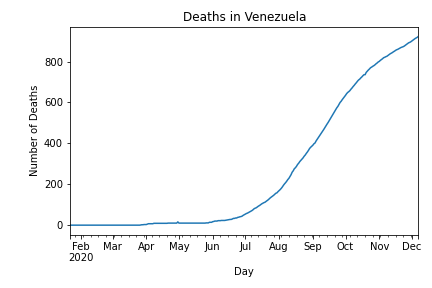 Deaths in Venezuela
Number of Deaths
800
600
400
200
0
Feb Mar Apr May Jun Jul Aug Sep Oct Nov Dec
2020
Day